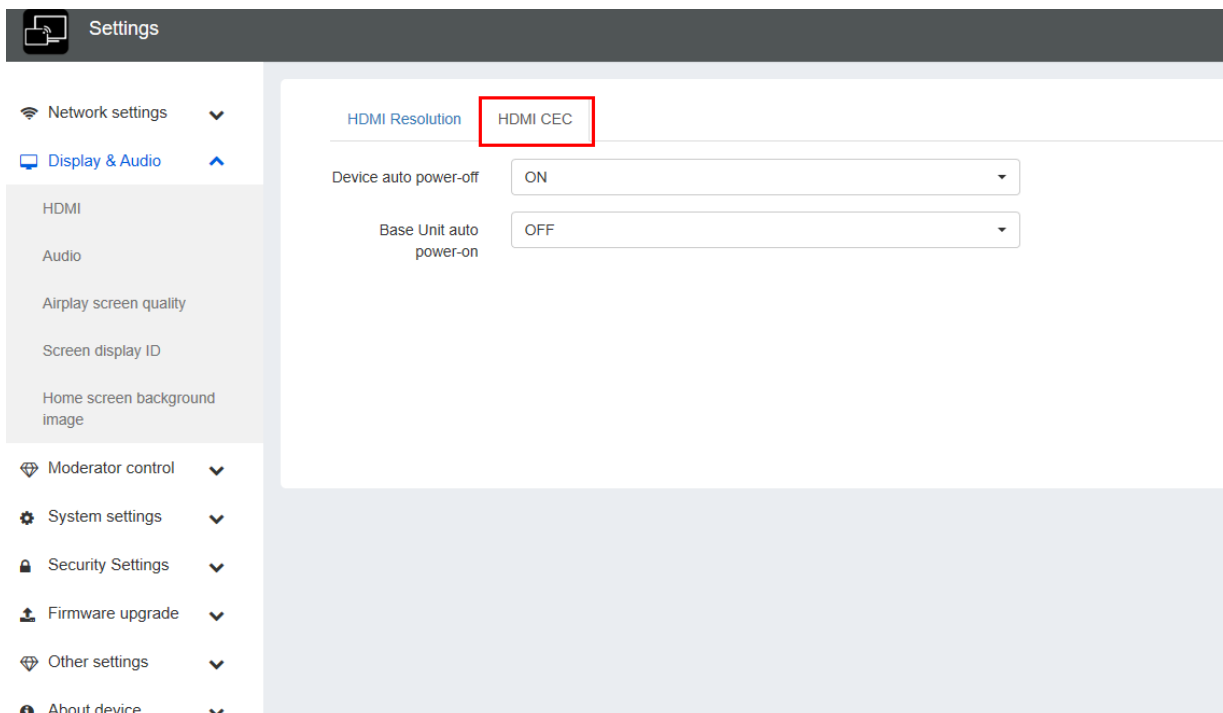 Settings
Network settings
Display & Audio
HDMI
Audio
Airplay screen quality
Screen display ID
Home screen background
image
Moderator control
System settings
Security Settings
Firmware upgrade
Other settings
About device
HDMI Resolution
HDMI CEC
Device auto power-off
ON
Base Unit auto
power-on
OFF